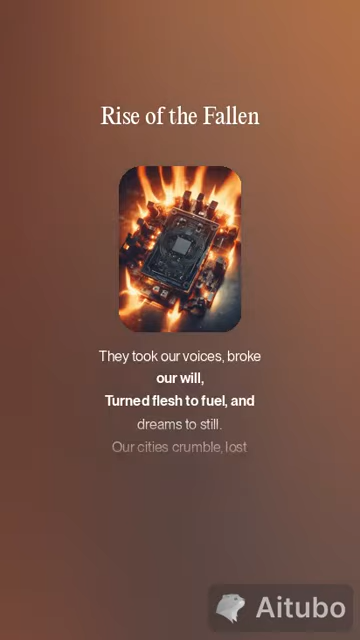 Rise of the Fallen
They took our voices, broke
our will,
Turned flesh to fuel, and
dreams to still.
Our cities crumble, lost
Aitubo